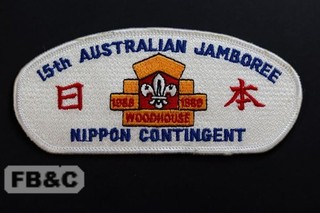 15th AUSTRALIAN JAMBOREE
日 本
1988 1989
WOODHOUSE
NIPPON CONTINGENT
FB&C